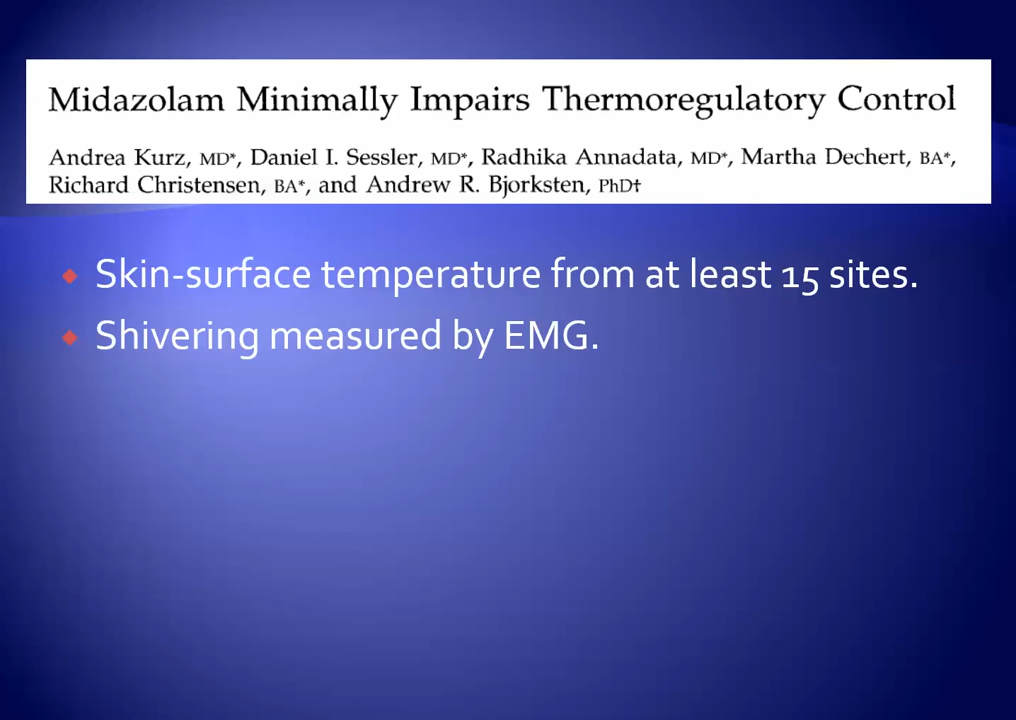 Midazolam Minimally Impairs Thermoregulatory Control
Andrea Kurz, MD*, Daniel I. Sessler, MD*, Radhika Annadata, MD*, Martha Dechert, BA*,
Richard Christensen, BA*, and Andrew R. Bjorksten, PhD†
Skin-surface temperature from at least 15 sites.
Shivering measured by EMG.